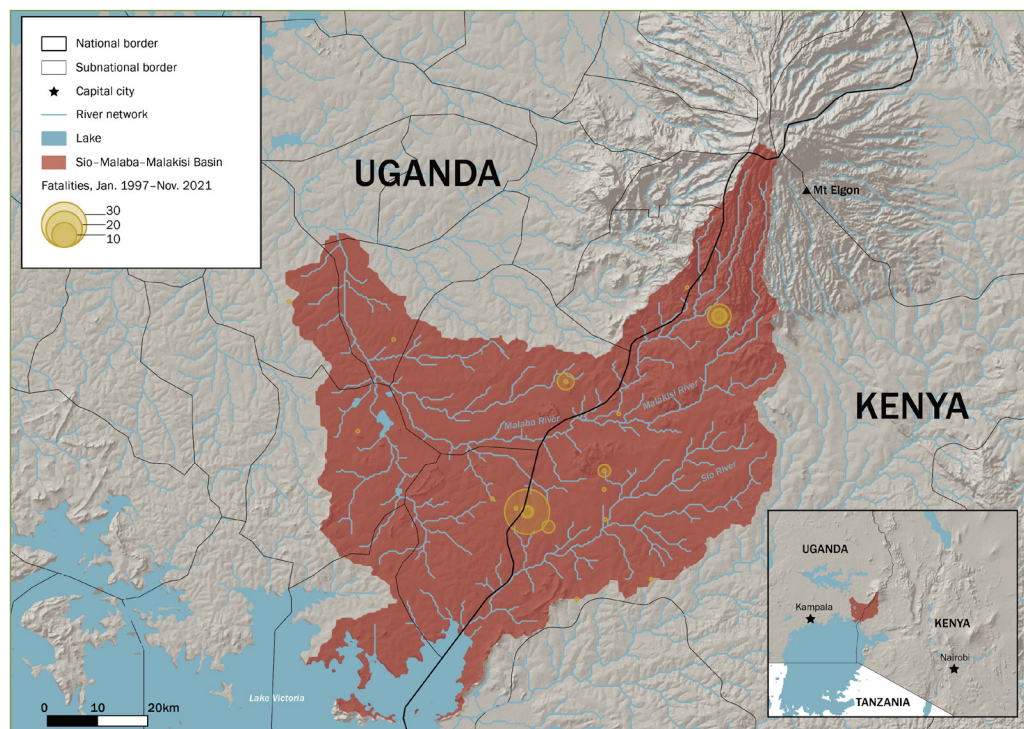 National border
Subnational border
Capital city
River network
Lake
Sio–Malaba–Malakisi Basin
Fatalities, Jan. 1997–Nov. 2021
30
20
10
UGANDA
Mt Elgon
KENYA
Malakisi River
Malaba River
Sio River
Lake Victoria
0 10 20km
UGANDA
Kampala
KENYA
Nairobi
TANZANIA